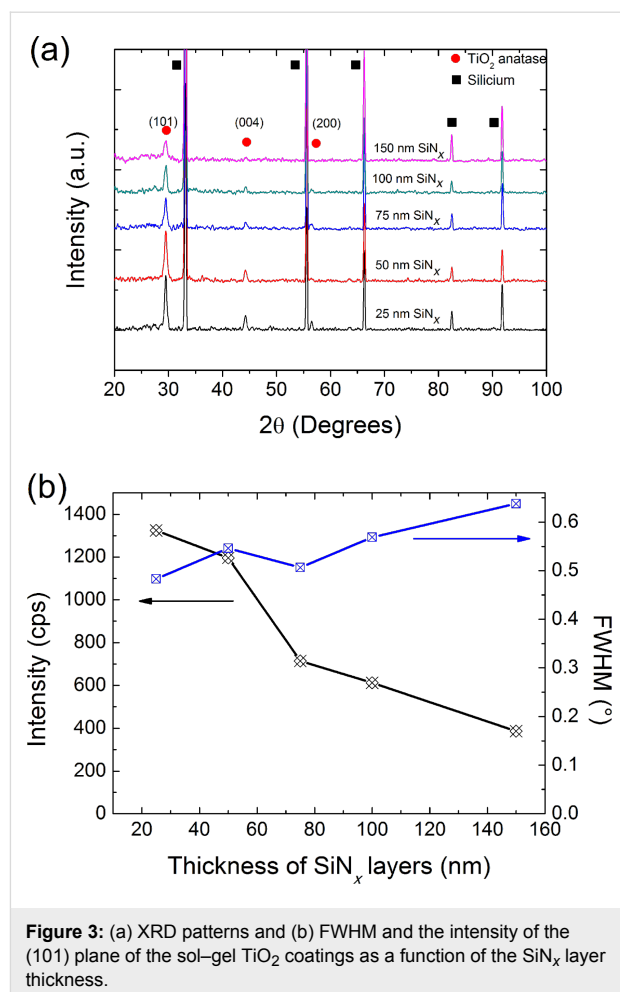 (a)
TiO2 anatase
Silicium
(101)
(004)
(200)
150 nm SiNx
100 nm SiNx
75 nm SiNx
50 nm SiNx
25 nm SiNx
Intensity (a.u.)
20 30 40 50 60 70 80 90 100
2θ (Degrees)
(b)
1400
1200
1000
800
600
400
200
0
Intensity (cps)
0.6
0.5
0.4
0.3
0.2
0.1
0.0
FWHM (°)
20 40 60 80 100 120 140 160
Thickness of SiNx layers (nm)
Figure 3: (a) XRD patterns and (b) FWHM and the intensity of the
(101) plane of the sol–gel TiO2 coatings as a function of the SiNx layer
thickness.